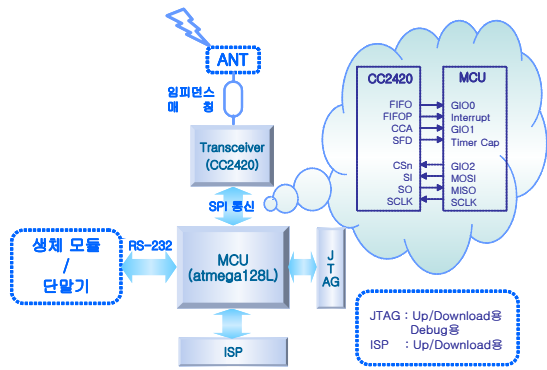 ANT
임피던스
매 칭
Transceiver
(CC2420)
SPI 통신
생체 모듈
/
단말기
RS-232
MCU
(atmega128L)
J
T
AG
ISP
CC2420
MCU
FIFO GIO0
FIFOP Interrupt
CCA GIO1
SFD Timer Cap
CSn GIO2
SI MOSI
SO MISO
SCLK SCLK
JTAG : Up/Download용
Debug용
ISP : Up/Download용